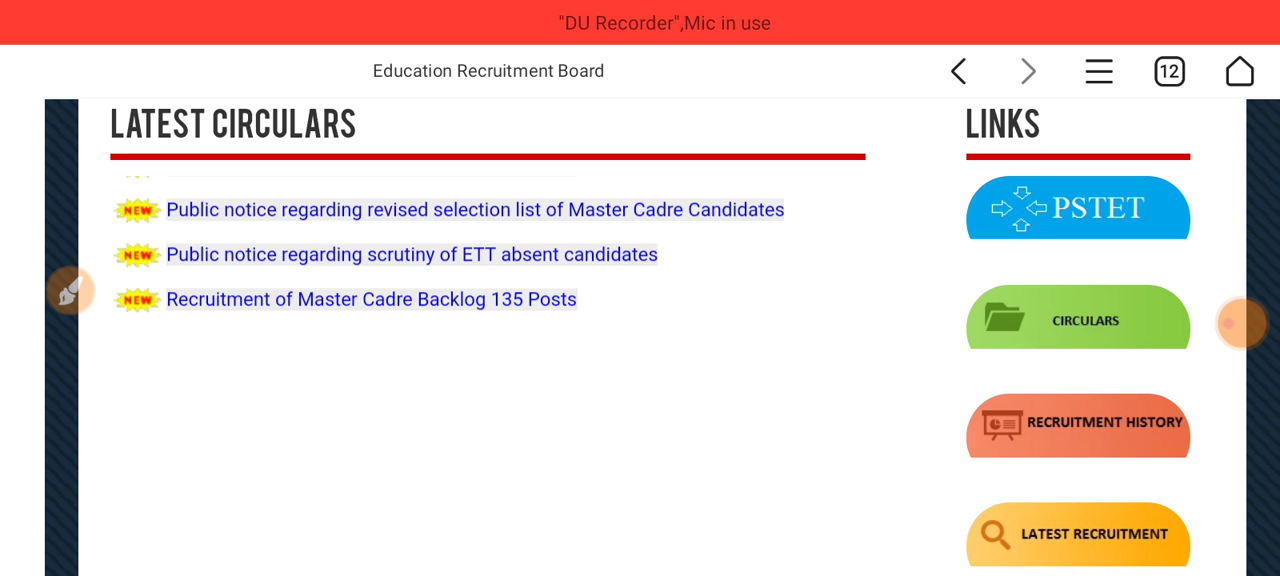 "DU Recorder",Mic in use
Education Recruitment Board
12
LATEST CIRCULARS
LINKS
NEW Public notice regarding revised selection list of Master Cadre Candidates
NEW Public notice regarding scrutiny of ETT absent candidates
NEW Recruitment of Master Cadre Backlog 135 Posts
PSTET
CIRCULARS
RECRUITMENT HISTORY
LATEST RECRUITMENT